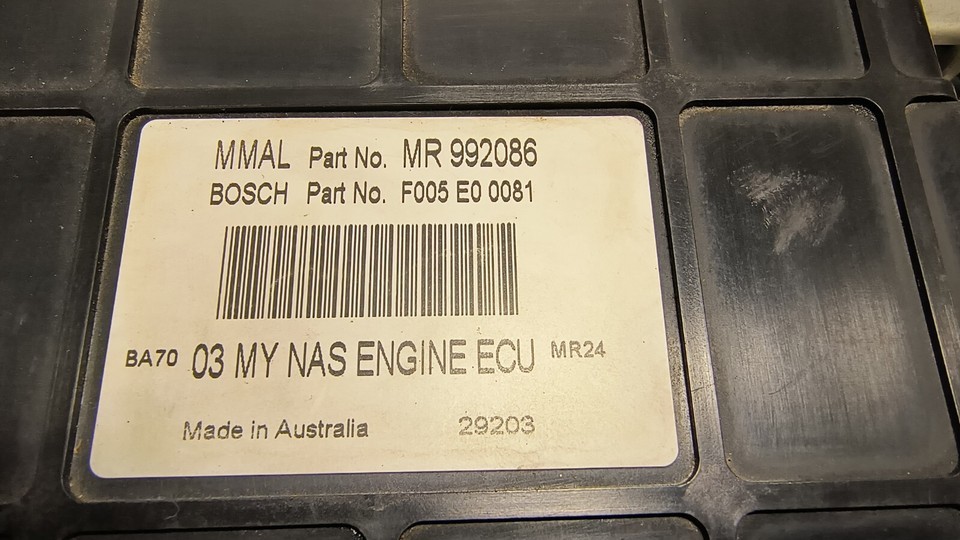 MMAL Part No. MR 992086
BOSCH Part No. F005 E0 0081
BA70 03 MY NAS ENGINE ECU MR24
Made in Australia 29203